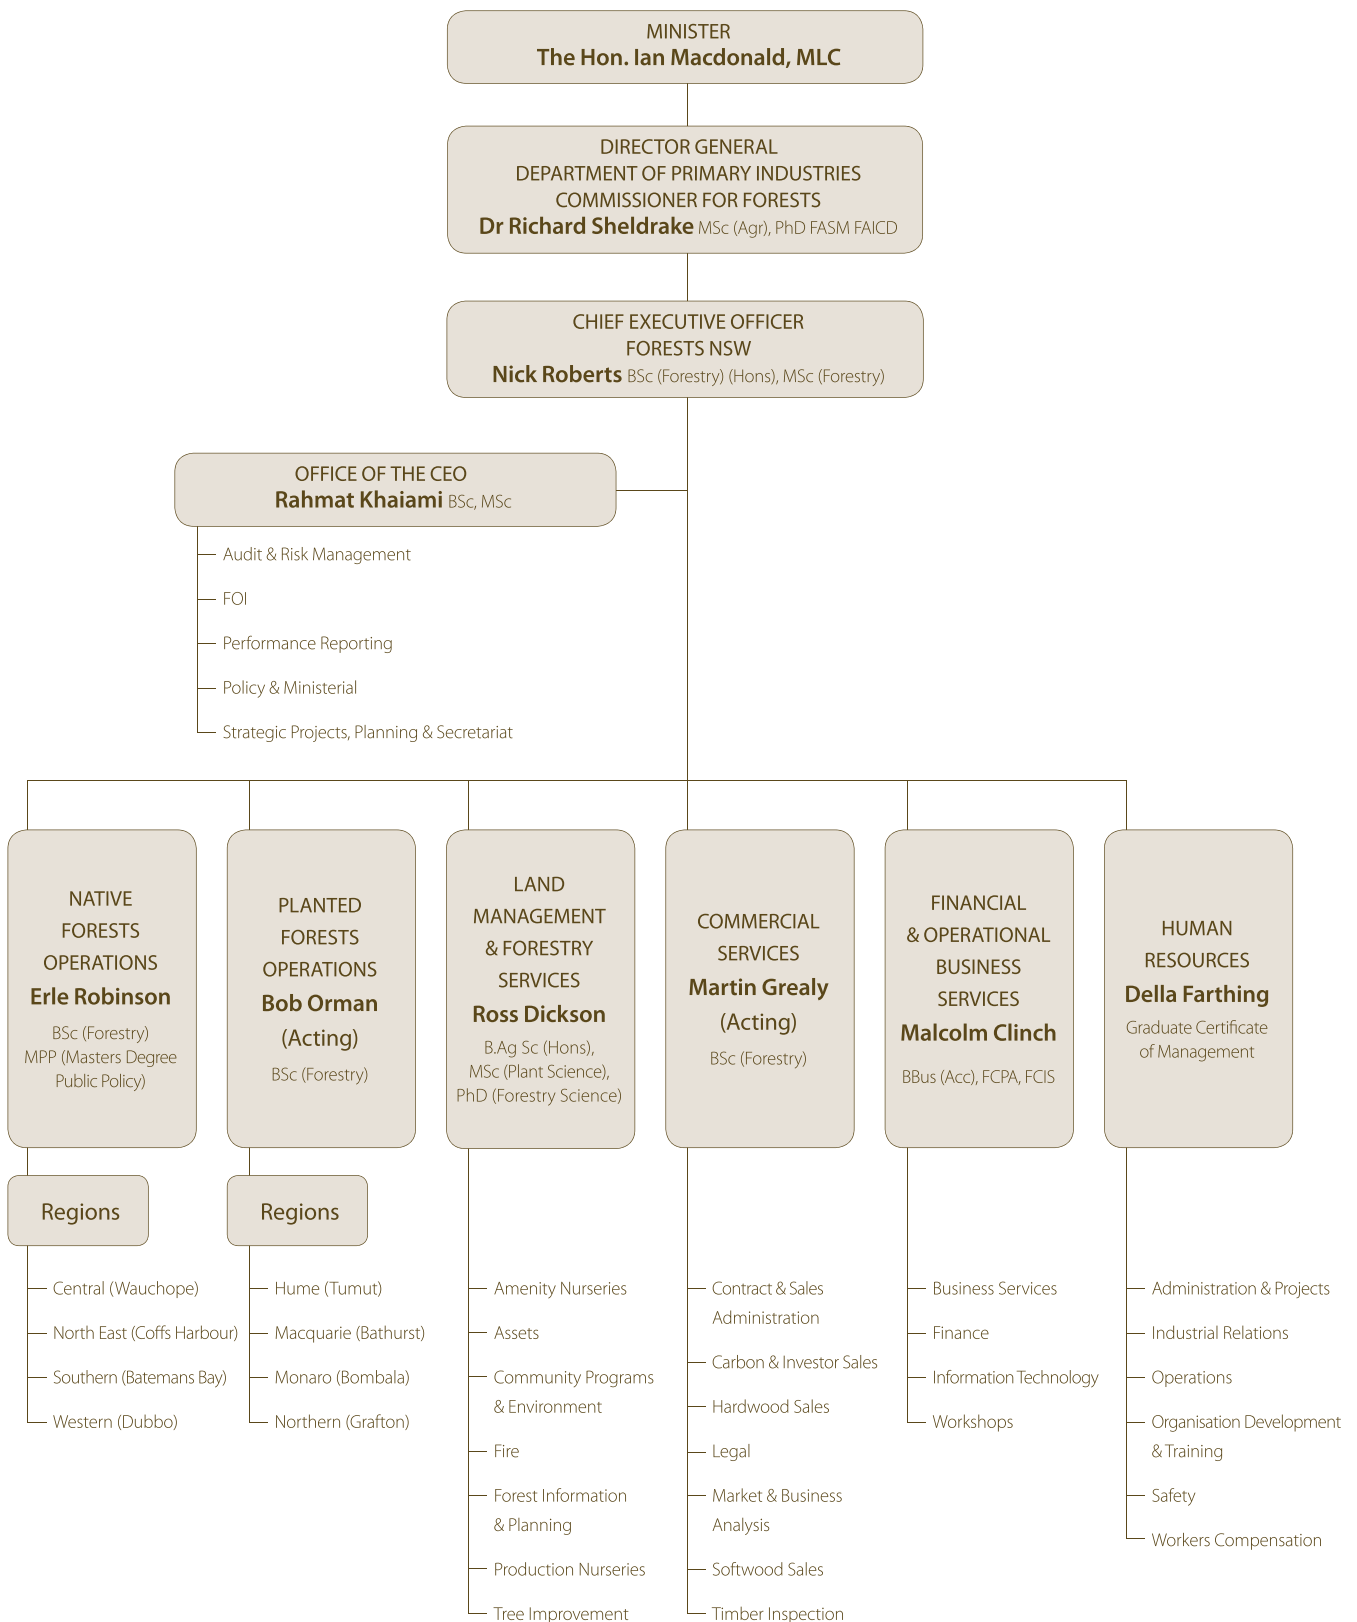 MINISTER
The Hon. Ian Macdonald, MLC
DIRECTOR GENERAL
DEPARTMENT OF PRIMARY INDUSTRIES
COMMISSIONER FOR FORESTS
Dr Richard Sheldrake MSc (Agr), PhD FASM FAICD
CHIEF EXECUTIVE OFFICER
FORESTS NSW
Nick Roberts BSc (Forestry) (Hons), MSc (Forestry)
OFFICE OF THE CEO
Rahmat Khaiami BSc, MSc
Audit & Risk Management
FOI
Performance Reporting
Policy & Ministerial
Strategic Projects, Planning & Secretariat
NATIVE
FORESTS
OPERATIONS
Erle Robinson
BSc (Forestry)
MPP (Masters Degree
Public Policy)
Regions
Central (Wauchope)
North East (Coffs Harbour)
Southern (Batemans Bay)
Western (Dubbo)
PLANTED
FORESTS
OPERATIONS
Bob Orman
(Acting)
BSc (Forestry)
Regions
Hume (Tumut)
Macquarie (Bathurst)
Monaro (Bombala)
Northern (Grafton)
LAND
MANAGEMENT
& FORESTRY
SERVICES
Ross Dickson
B.Ag Sc (Hons),
MSc (Plant Science),
PhD (Forestry Science)
Amenity Nurseries
Assets
Community Programs
& Environment
Fire
Forest Information
& Planning
Production Nurseries
Tree Improvement
COMMERCIAL
SERVICES
Martin Grealy
(Acting)
BSc (Forestry)
Contract & Sales
Administration
Carbon & Investor Sales
Hardwood Sales
Legal
Market & Business
Analysis
Softwood Sales
Timber Inspection
FINANCIAL
& OPERATIONAL
BUSINESS
SERVICES
Malcolm Clinch
BBus (Acc), FCPA, FCIS
Business Services
Finance
Information Technology
Workshops
HUMAN
RESOURCES
Della Farthing
Graduate Certificate
of Management
Administration & Projects
Industrial Relations
Operations
Organisation Development
& Training
Safety
Workers Compensation